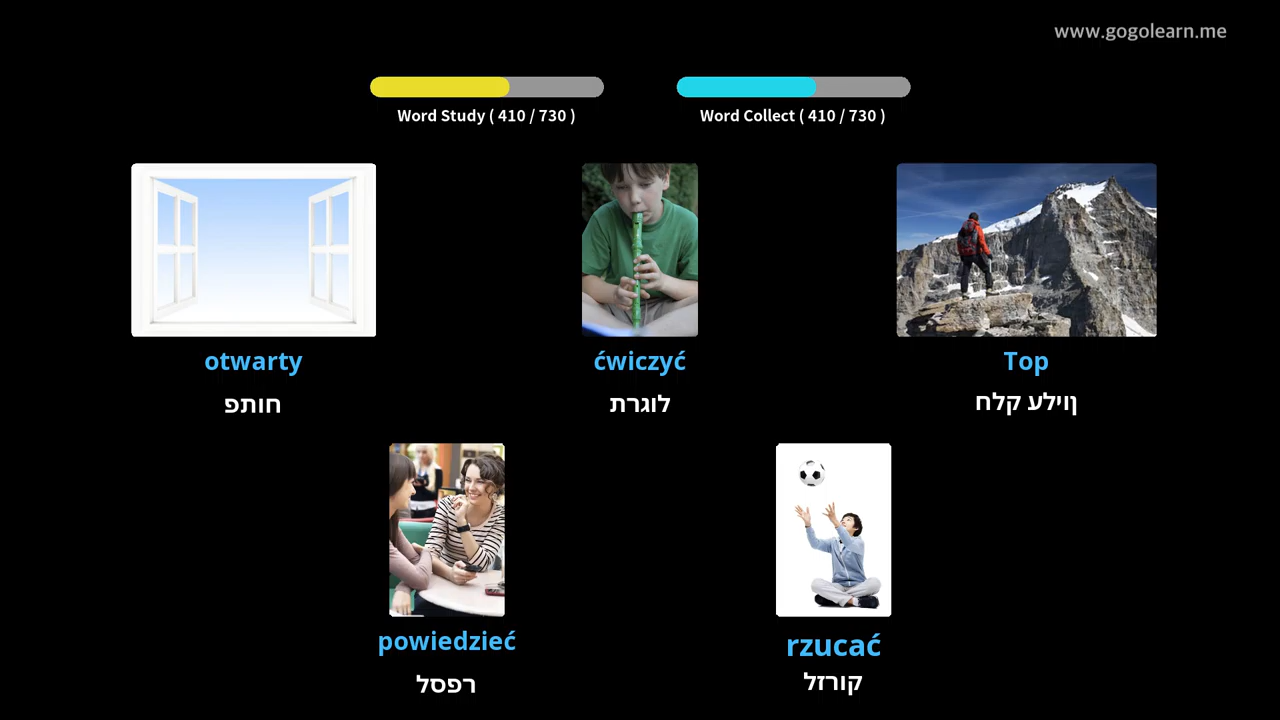 www.gogolearn.me
Word Study ( 410 / 730 )
Word Collect ( 410 / 730 )
otwarty
חותפ
ćwiczyć
לוגרת
Top
ןוילע קלח
powiedzieć
רפסל
rzucać
קורזל